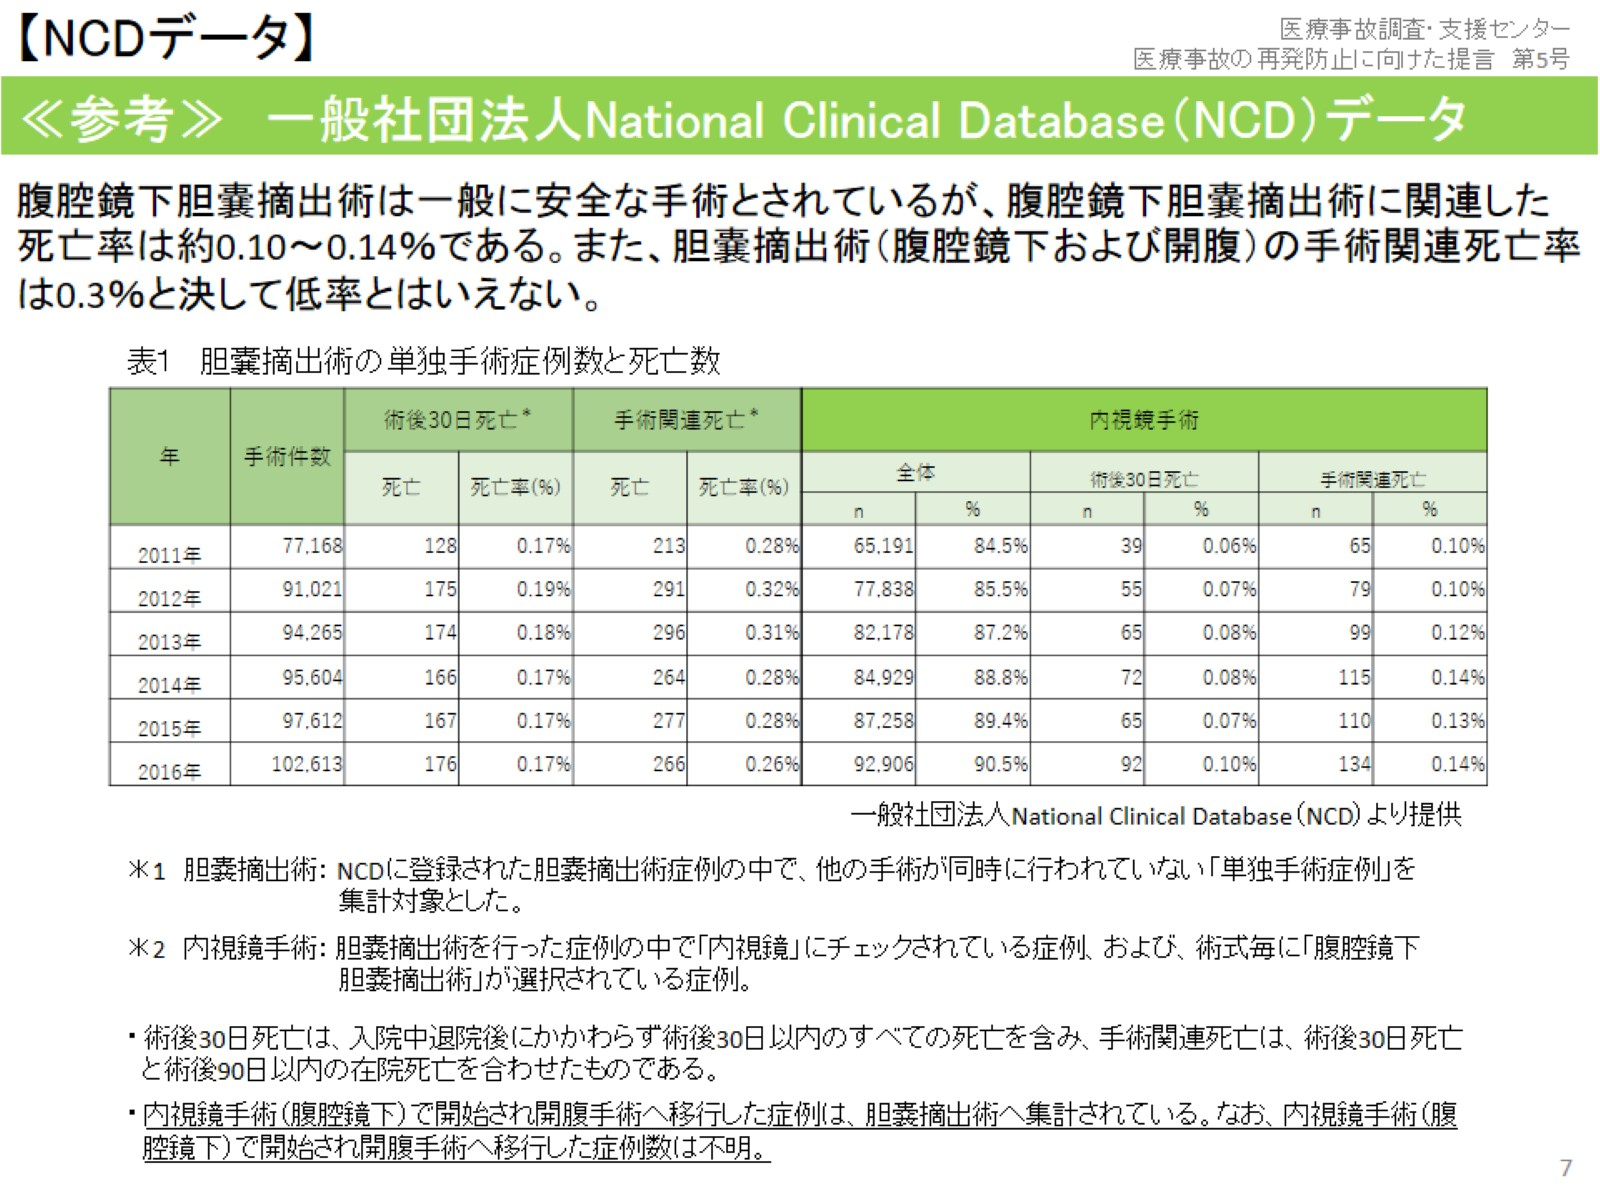 【NCDデータ】
医療事故調査・支援センター
医療事故の再発防止に向けた提言　第5号
≪参考≫　一般社団法人National Clinical Database（NCD）データ
腹腔鏡下胆嚢摘出術は一般に安全な手術とされているが、腹腔鏡下胆嚢摘出術に関連した
死亡率は約0.10～0.14％である。また、胆嚢摘出術（腹腔鏡下および開腹）の手術関連死亡率
は0.3％と決して低率とはいえない。
表1　胆嚢摘出術の単独手術症例数と死亡数
年 手術件数 術後30日死亡＊ 手術関連死亡＊ 内視鏡手術
死亡 死亡率(%) 死亡 死亡率(%) 全体 術後30日死亡 手術関連死亡
n % n % n %
2011年 77,168 128 0.17% 213 0.28% 65,191 84.5% 39 0.06% 65 0.10%
2012年 91,021 175 0.19% 291 0.32% 77,838 85.5% 55 0.07% 79 0.10%
2013年 94,265 174 0.18% 296 0.31% 82,178 87.2% 65 0.08% 99 0.12%
2014年 95,604 166 0.17% 264 0.28% 84,929 88.8% 72 0.08% 115 0.14%
2015年 97,612 167 0.17% 277 0.28% 87,258 89.4% 65 0.07% 110 0.13%
2016年 102,613 176 0.17% 266 0.26% 92,906 90.5% 92 0.10% 134 0.14%
一般社団法人National Clinical Database（NCD）より提供
＊1　胆嚢摘出術：NCDに登録された胆嚢摘出術症例の中で、他の手術が同時に行われていない「単独手術症例」を
集計対象とした。
＊2　内視鏡手術：胆嚢摘出術を行った症例の中で「内視鏡」にチェックされている症例、および、術式毎に「腹腔鏡下
胆嚢摘出術」が選択されている症例。
・術後30日死亡は、入院中退院後にかかわらず術後30日以内のすべての死亡を含み、手術関連死亡は、術後30日死亡
と術後90日以内の在院死亡を合わせたものである。
・内視鏡手術（腹腔鏡下）で開始され開腹手術へ移行した症例は、胆嚢摘出術へ集計されている。なお、内視鏡手術（腹
腔鏡下）で開始され開腹手術へ移行した症例数は不明。
7